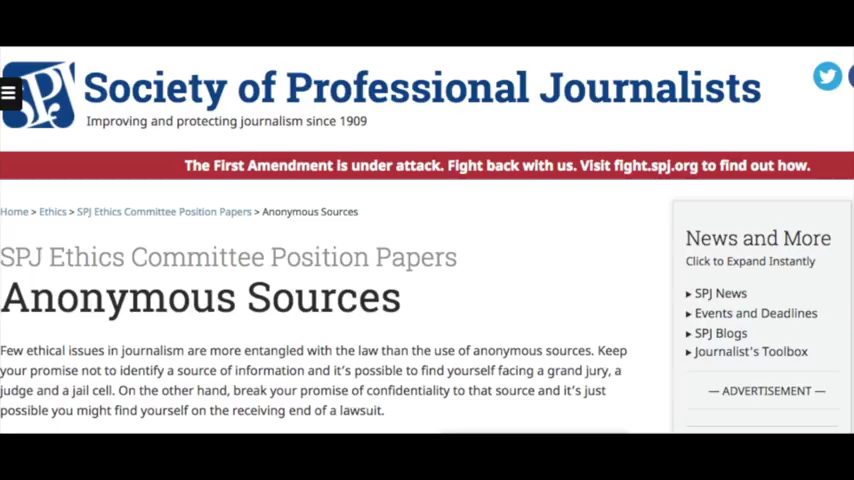 SPJ
Society of Professional Journalists
Improving and protecting journalism since 1909
The First Amendment is under attack. Fight back with us. Visit fight.spj.org to find out how.
Home > Ethics > SPJ Ethics Committee Position Papers > Anonymous Sources
SPJ Ethics Committee Position Papers
Anonymous Sources
Few ethical issues in journalism are more entangled with the law than the use of anonymous sources. Keep
your promise not to identify a source of information and it's possible to find yourself facing a grand jury, a
judge and a jail cell. On the other hand, break your promise of confidentiality to that source and it's just
possible you might find yourself on the receiving end of a lawsuit.
News and More
Click to Expand Instantly
SPJ News
Events and Deadlines
SPJ Blogs
Journalist's Toolbox
— ADVERTISEMENT —